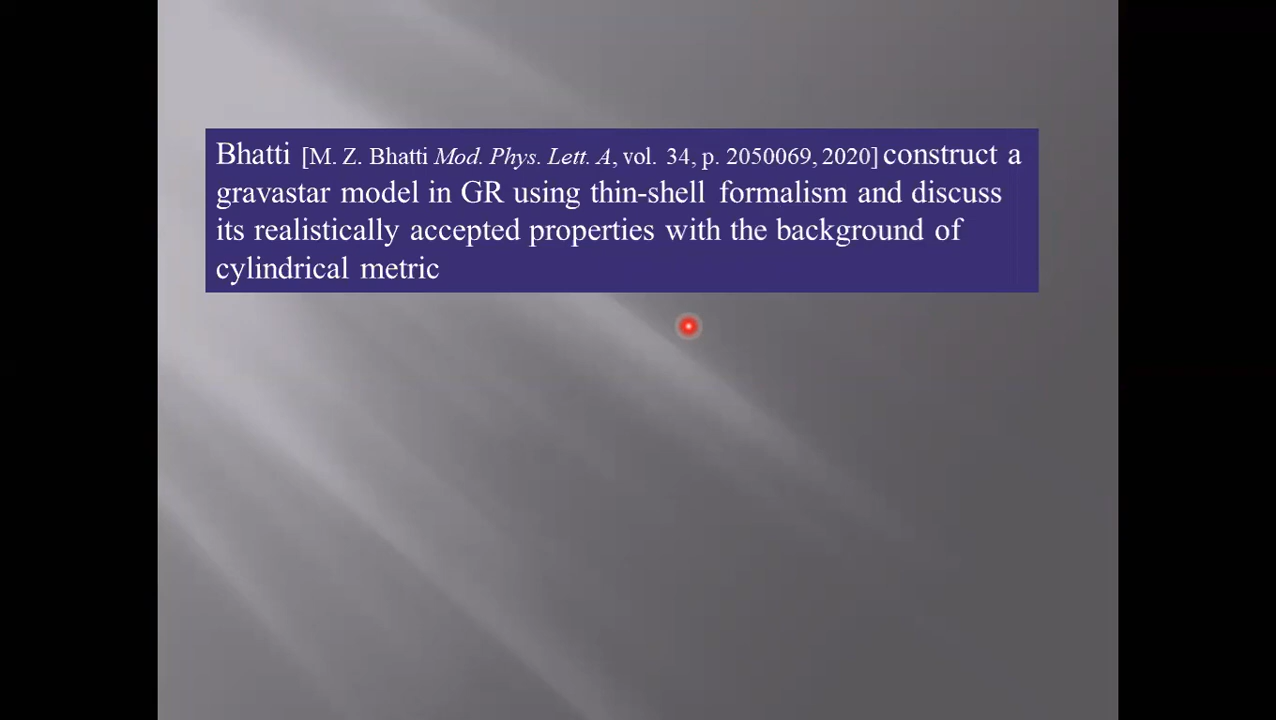 Bhatti [M. Z. Bhatti Mod. Phys. Lett. A, vol. 34, p. 2050069, 2020] construct a
gravastar model in GR using thin-shell formalism and discuss
its realistically accepted properties with the background of
cylindrical metric